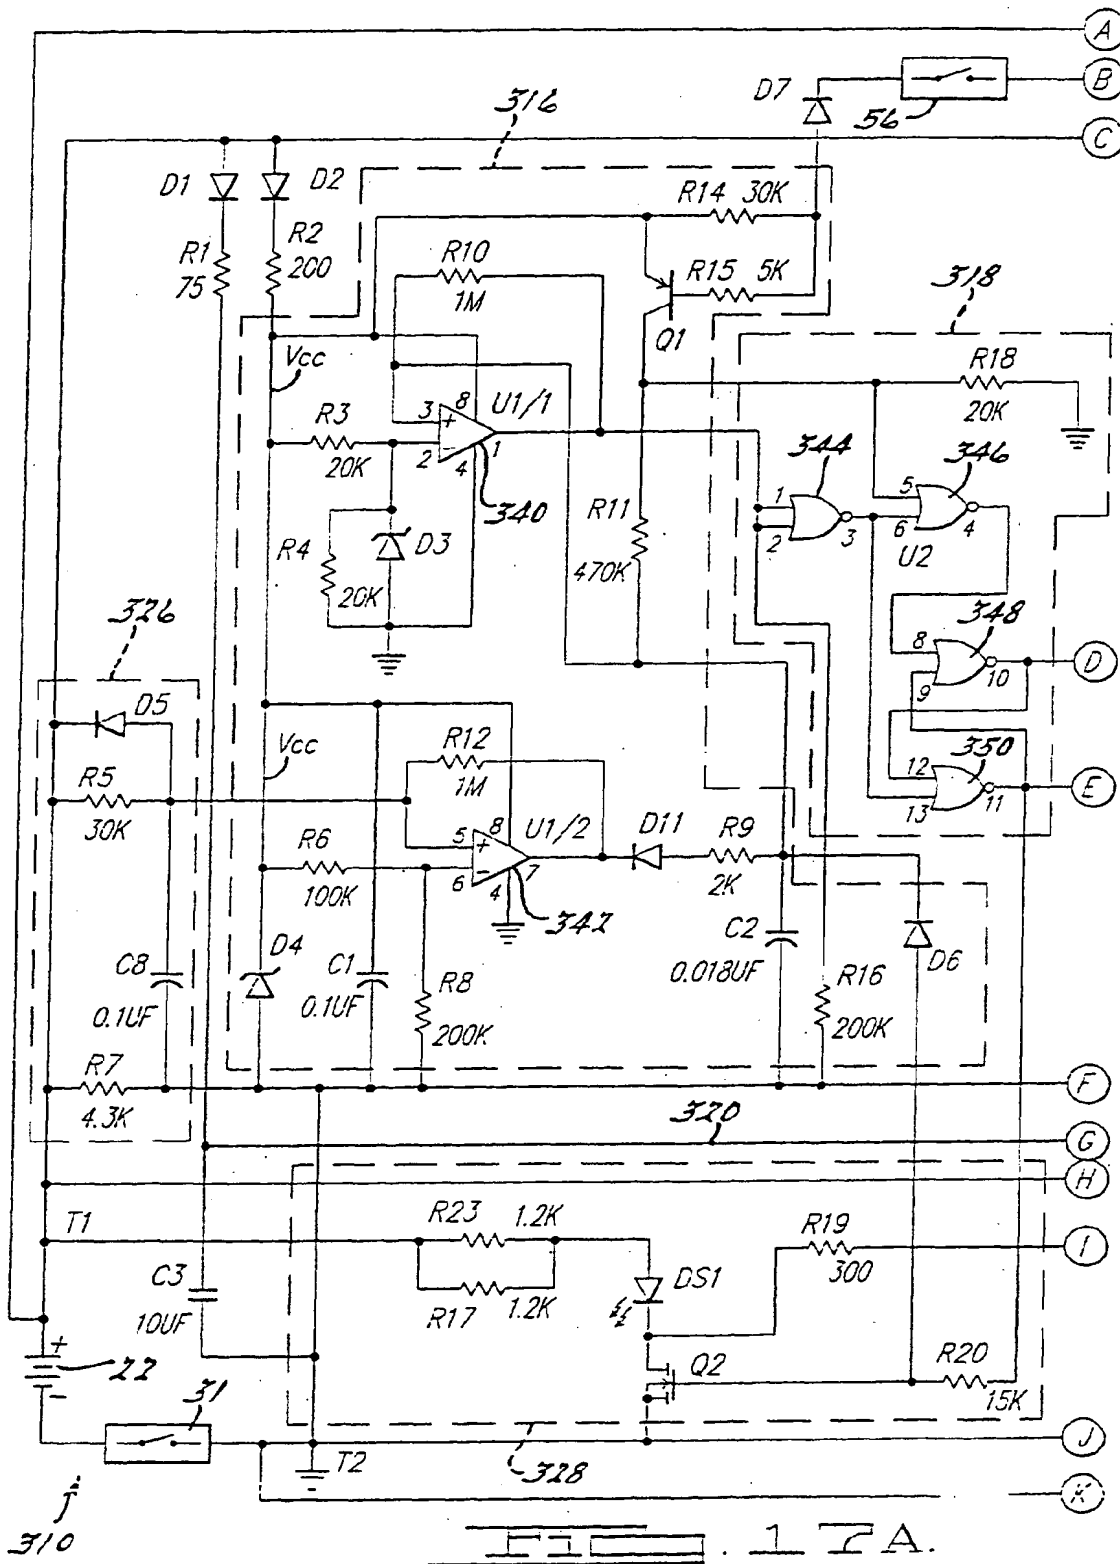 A
B
56
D7
316
C
D1
D2
R14 30K
R1
75
R2
200
R10
1M
R15 5K
318
Q1
Vcc
R18
20K
3
+
8
U1/1
R3
20K
2
-
4
1
344
346
340
1
2
3
5
6
4
U2
R11
470K
R4
20K
D3
326
348
8
9
10
D
D5
Vcc
R12
1M
350
12
13
11
E
R5
30K
5
+
8
U1/2
D11
R9
2K
R6
100K
6
-
4
7
342
D4
C2
0.018UF
D6
C8
0.1UF
C1
0.1UF
R8
200K
R16
200K
R7
4.3K
F
320
G
H
T1
R23
1.2K
R19
300
I
C3
10UF
R17
1.2K
DS1
+
22
-
Q2
R20
15K
31
J
T2
328
K
310
FIG. 17A.